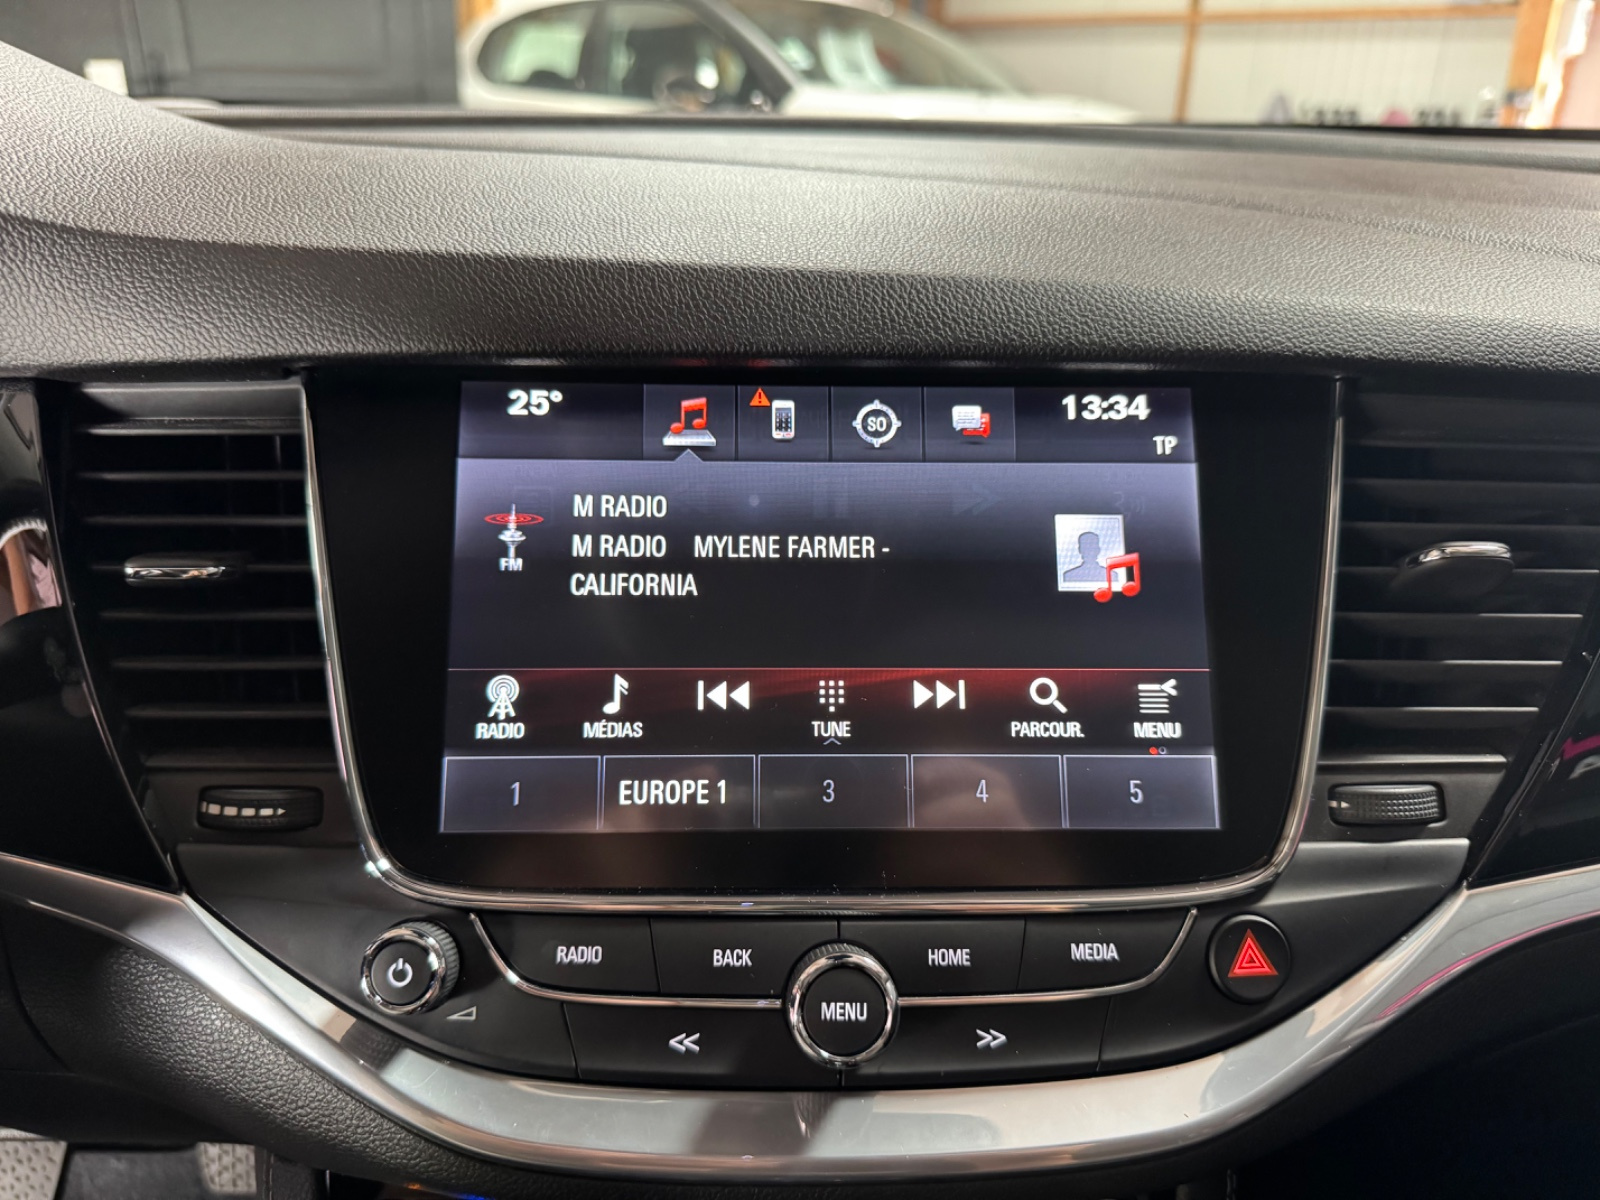 25°
SO
13:34
TP
FM
M RADIO
M RADIO MYLENE FARMER -
CALIFORNIA
RADIO
MÉDIAS
TUNE
PARCOUR.
MENU
1
EUROPE 1
3
4
5
RADIO
BACK
HOME
MEDIA
MENU